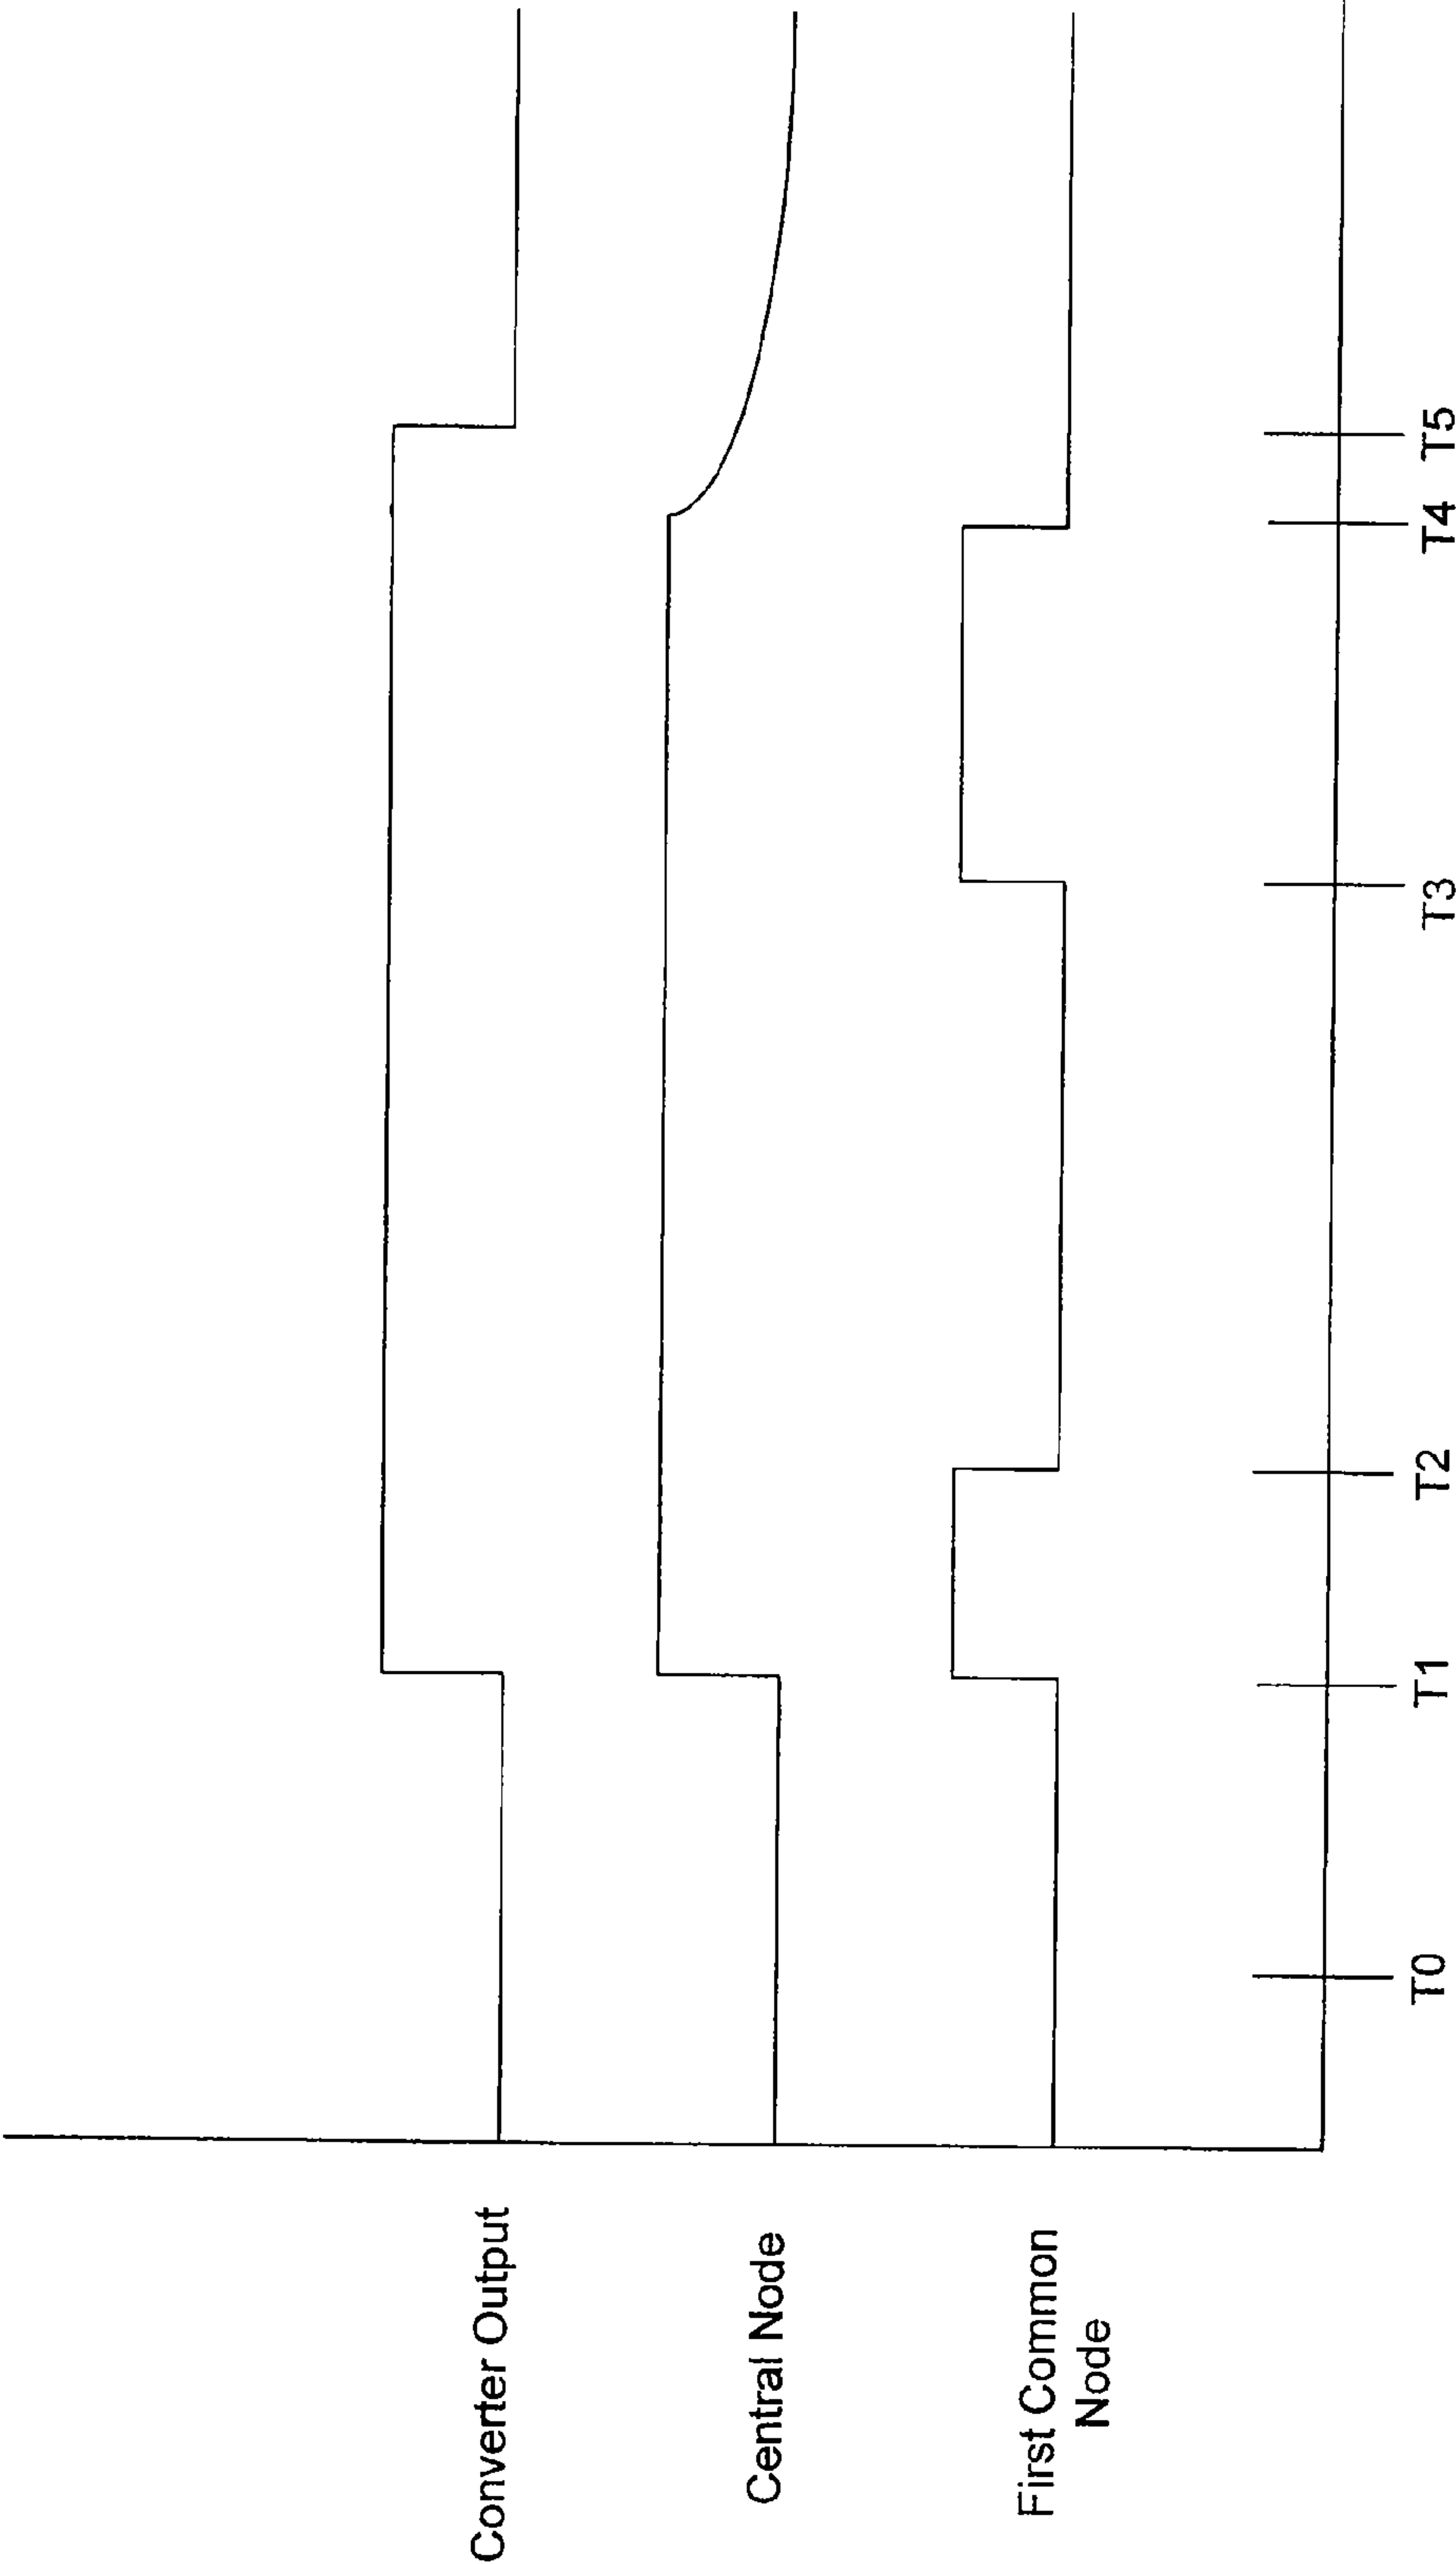 Converter Output
Central Node
First Common
Node
T0
T1
T2
T3
T4
T5